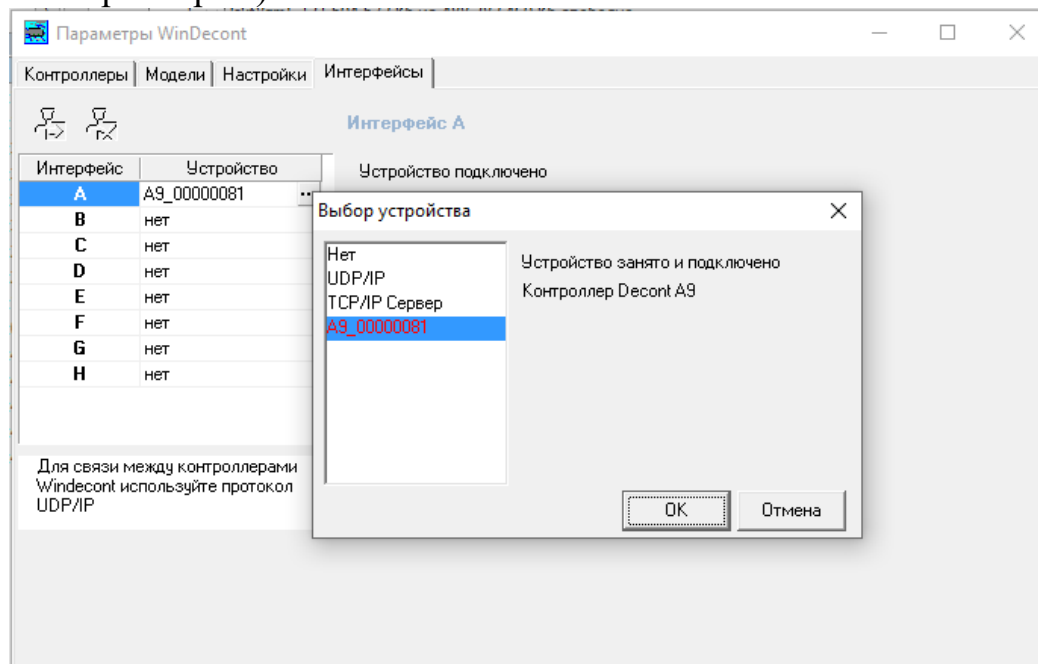 Параметры WinDecont
Контроллеры Модели Настройки Интерфейсы
Интерфейс A
Интерфейс Устройство
Устройство подключено
A A9_00000081 ...
B нет
C нет
D нет
E нет
F нет
G нет
H нет
Выбор устройства
Нет
UDP/IP
TCP/IP Сервер
A9_00000081
Устройство занято и подключено
Контроллер Decont A9
OK Отмена
Для связи между контроллерами
Windecont используйте протокол
UDP/IP